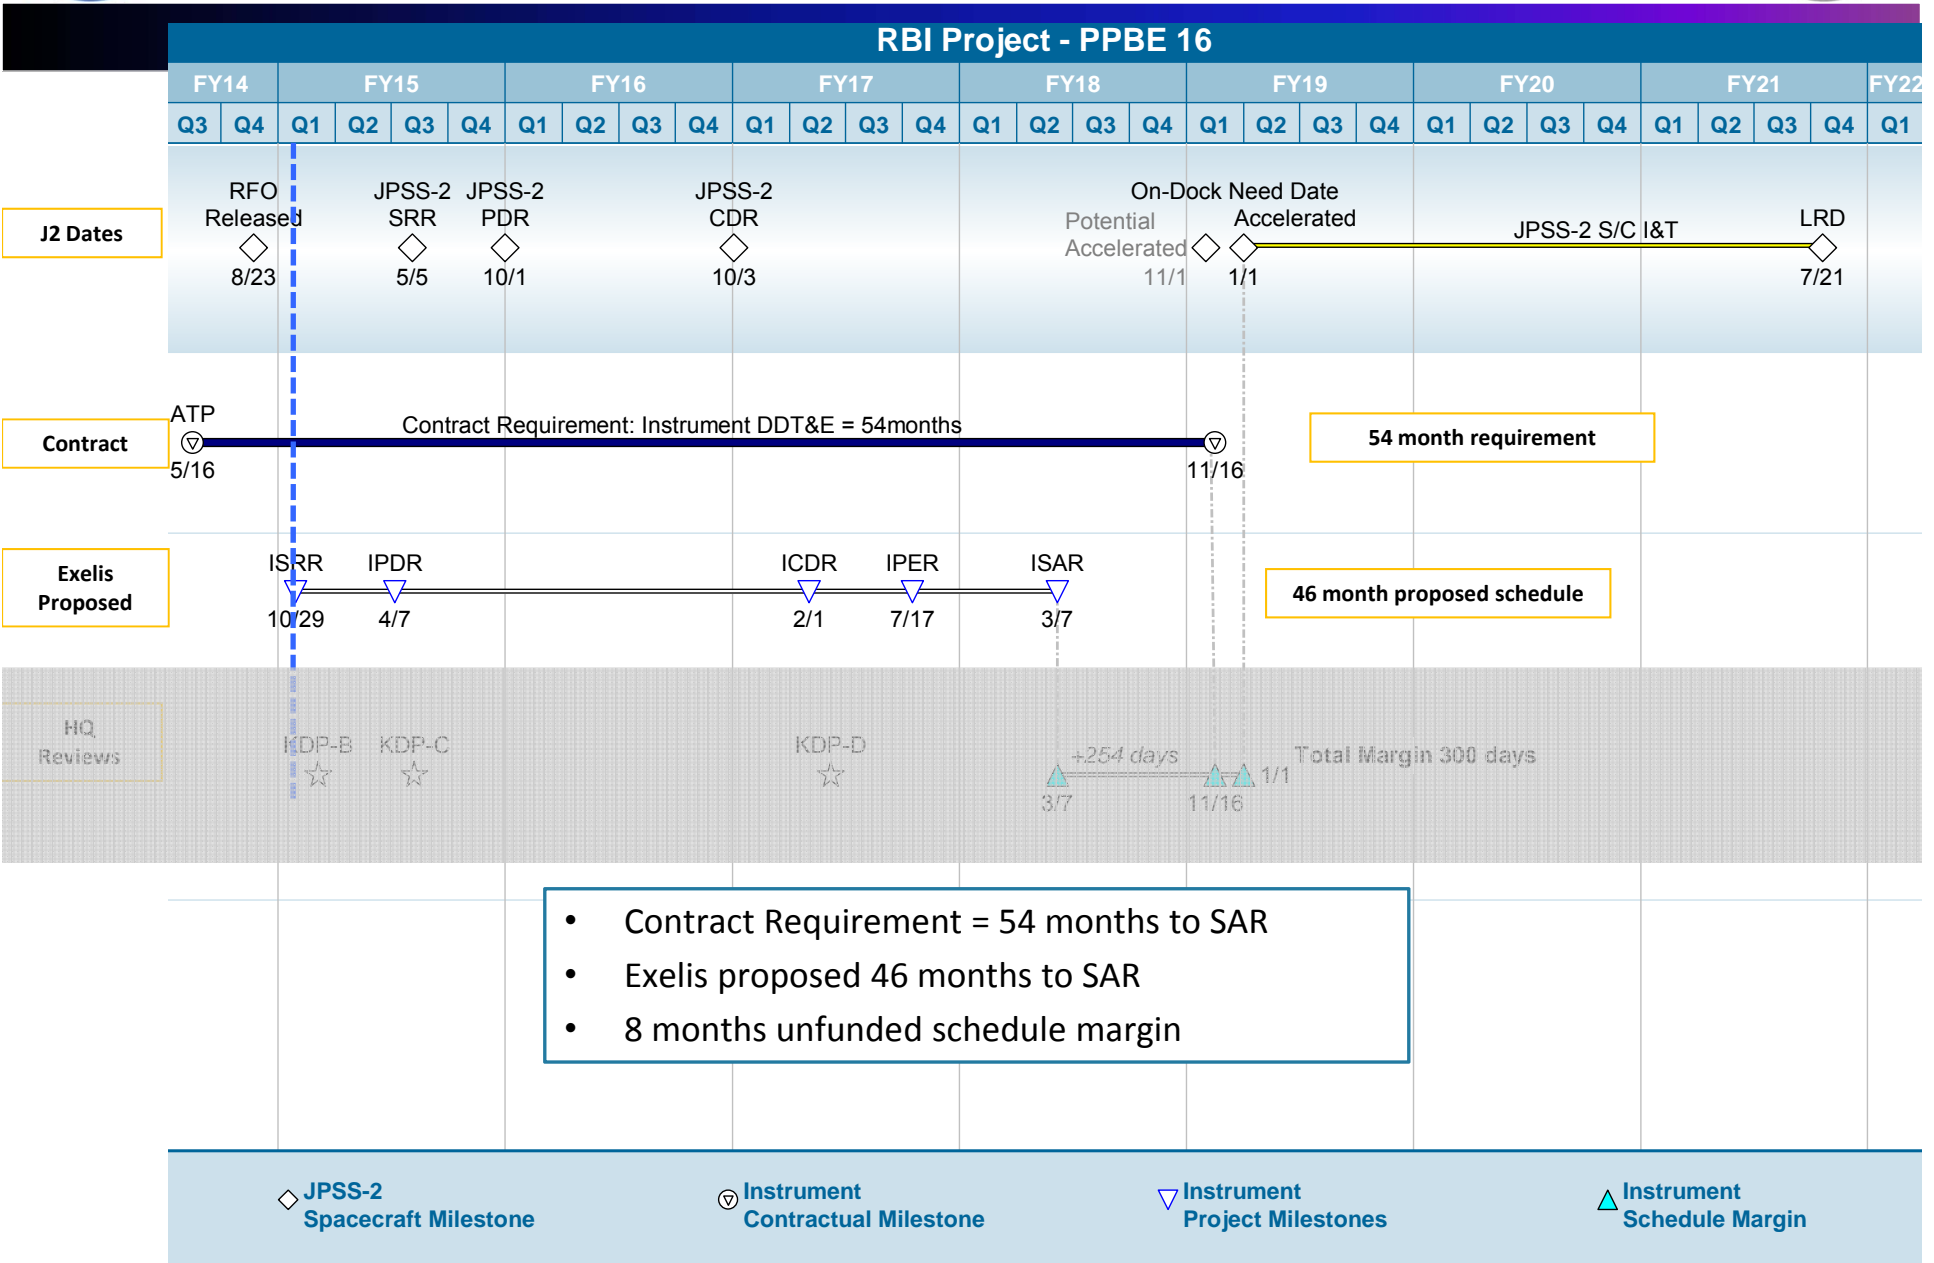 RBI Project - PPBE 16
FY14 FY15 FY16 FY17 FY18 FY19 FY20 FY21 FY22
Q3 Q4 Q1 Q2 Q3 Q4 Q1 Q2 Q3 Q4 Q1 Q2 Q3 Q4 Q1 Q2 Q3 Q4 Q1 Q2 Q3 Q4 Q1 Q2 Q3 Q4 Q1 Q2 Q3 Q4 Q1
J2 Dates
RFO
Released
8/23
JPSS-2
SRR
5/5
JPSS-2
PDR
10/1
JPSS-2
CDR
10/3
On-Dock Need Date
Potential
Accelerated
11/1
Accelerated
1/1
JPSS-2 S/C I&T
LRD
7/21
Contract
ATP
5/16
Contract Requirement: Instrument DDT&E = 54months
11/16
54 month requirement
Exelis
Proposed
ISRR
10/29
IPDR
4/7
ICDR
2/1
IPER
7/17
ISAR
3/7
46 month proposed schedule
HQ
Reviews
KDP-B
KDP-C
KDP-D
+254 days
3/7
11/16
1/1
Total Margin 300 days
• Contract Requirement = 54 months to SAR
• Exelis proposed 46 months to SAR
• 8 months unfunded schedule margin
JPSS-2
Spacecraft Milestone
Instrument
Contractual Milestone
Instrument
Project Milestones
Instrument
Schedule Margin